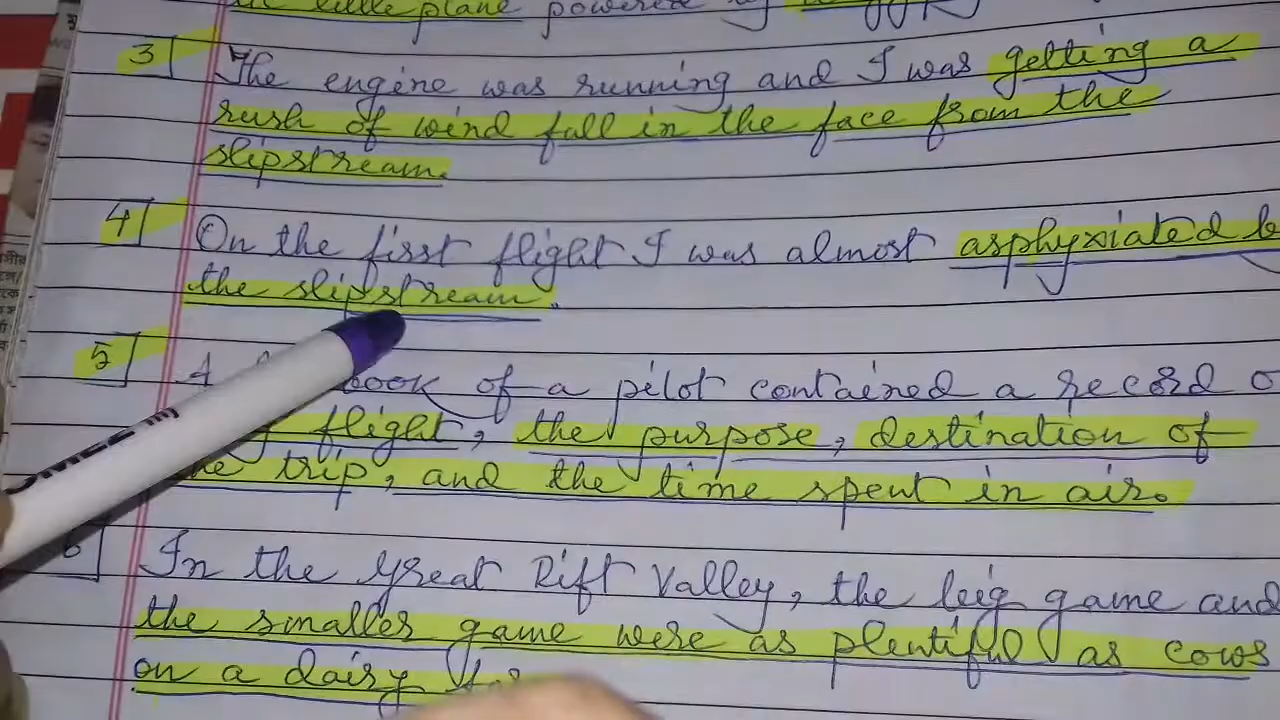 little plane powered
3
The engine was running and I was getting a
rush of wind full in the face from the
slipstream.
4
On the first flight I was almost asphyxiated b
the slipstream.
5
A book of a pilot contained a record o
flight, the purpose, destination of
trip, and the time spent in air.
6
In the Great Rift Valley, the big game and
the smaller game were as plentiful as cows
on a dairy